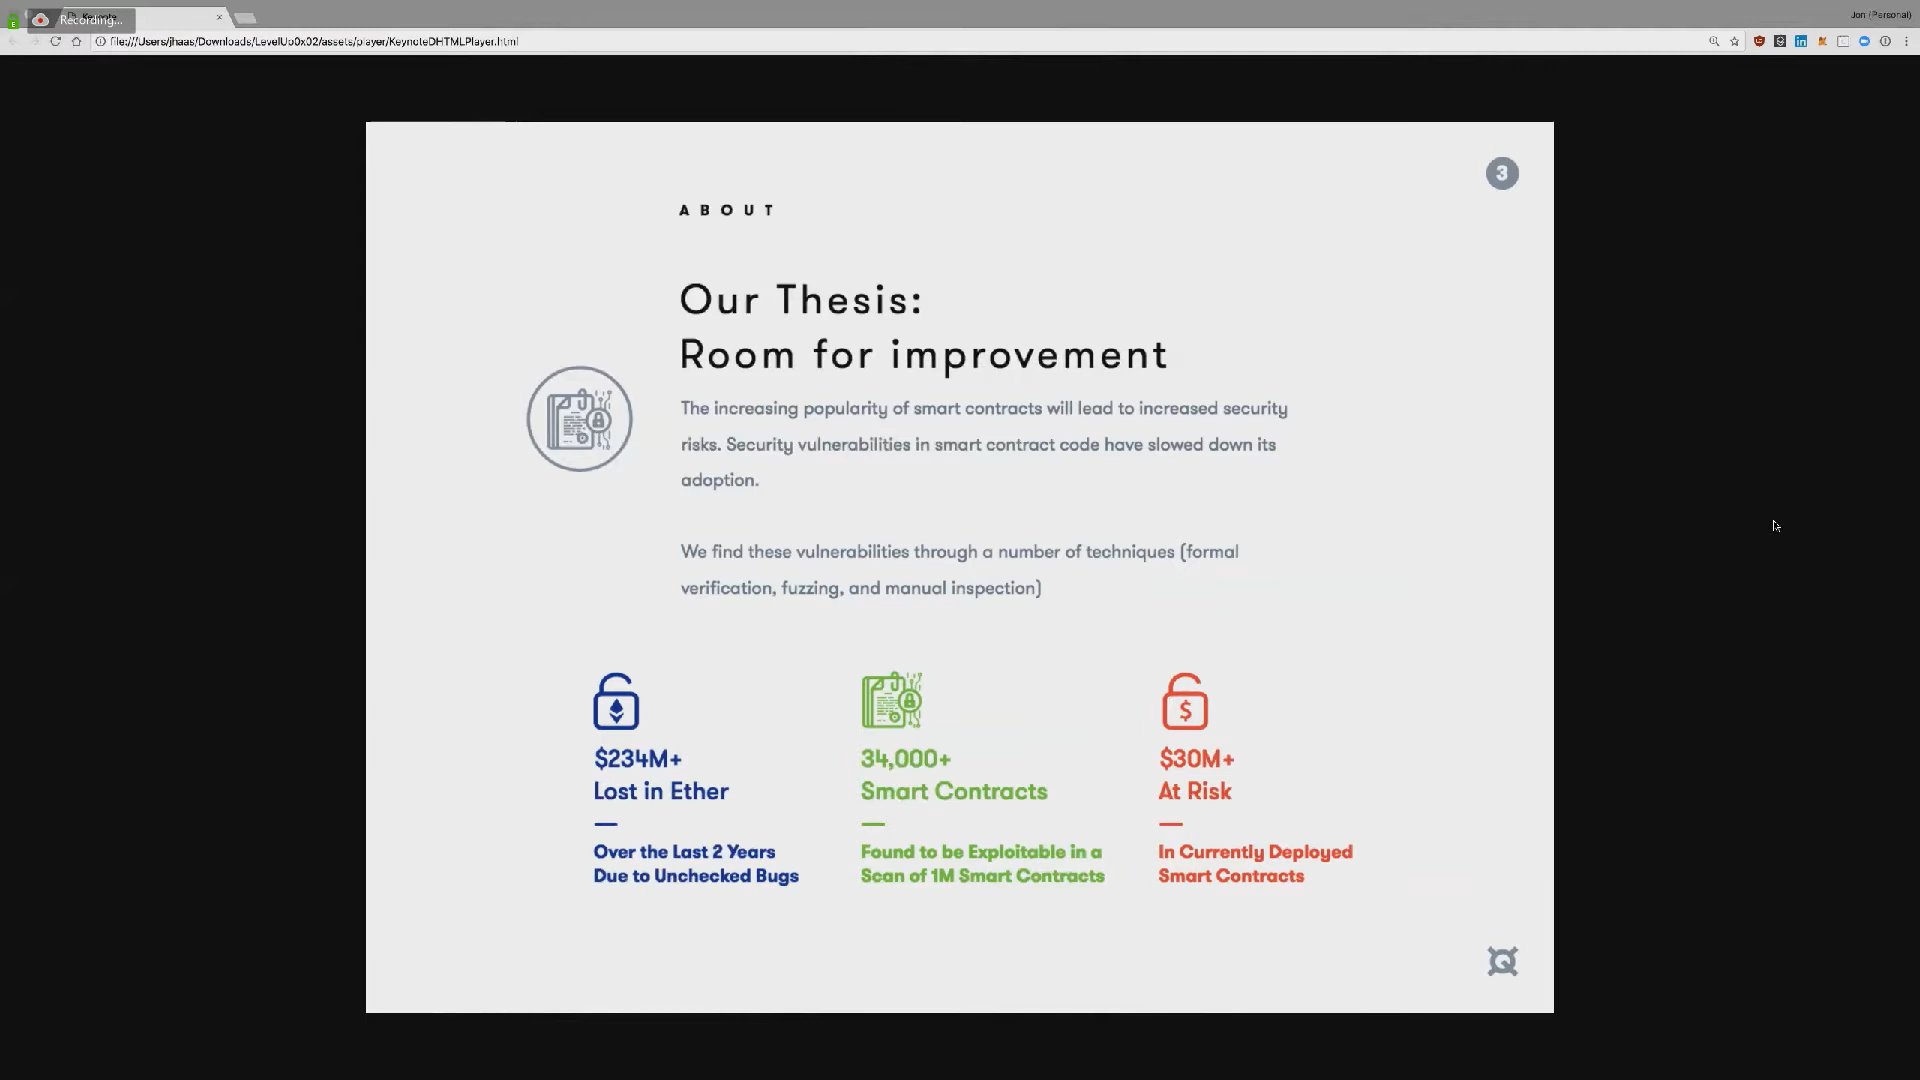 Recording...
Jon (Personal)
file:///Users/jhaas/Downloads/LevelUp0x02/assets/player/KeynoteDHTMLPlayer.html
3
ABOUT
Our Thesis:
Room for improvement
The increasing popularity of smart contracts will lead to increased security
risks. Security vulnerabilities in smart contract code have slowed down its
adoption.
We find these vulnerabilities through a number of techniques (formal
verification, fuzzing, and manual inspection)
$234M+
Lost in Ether
Over the Last 2 Years
Due to Unchecked Bugs
34,000+
Smart Contracts
Found to be Exploitable in a
Scan of 1M Smart Contracts
$30M+
At Risk
In Currently Deployed
Smart Contracts